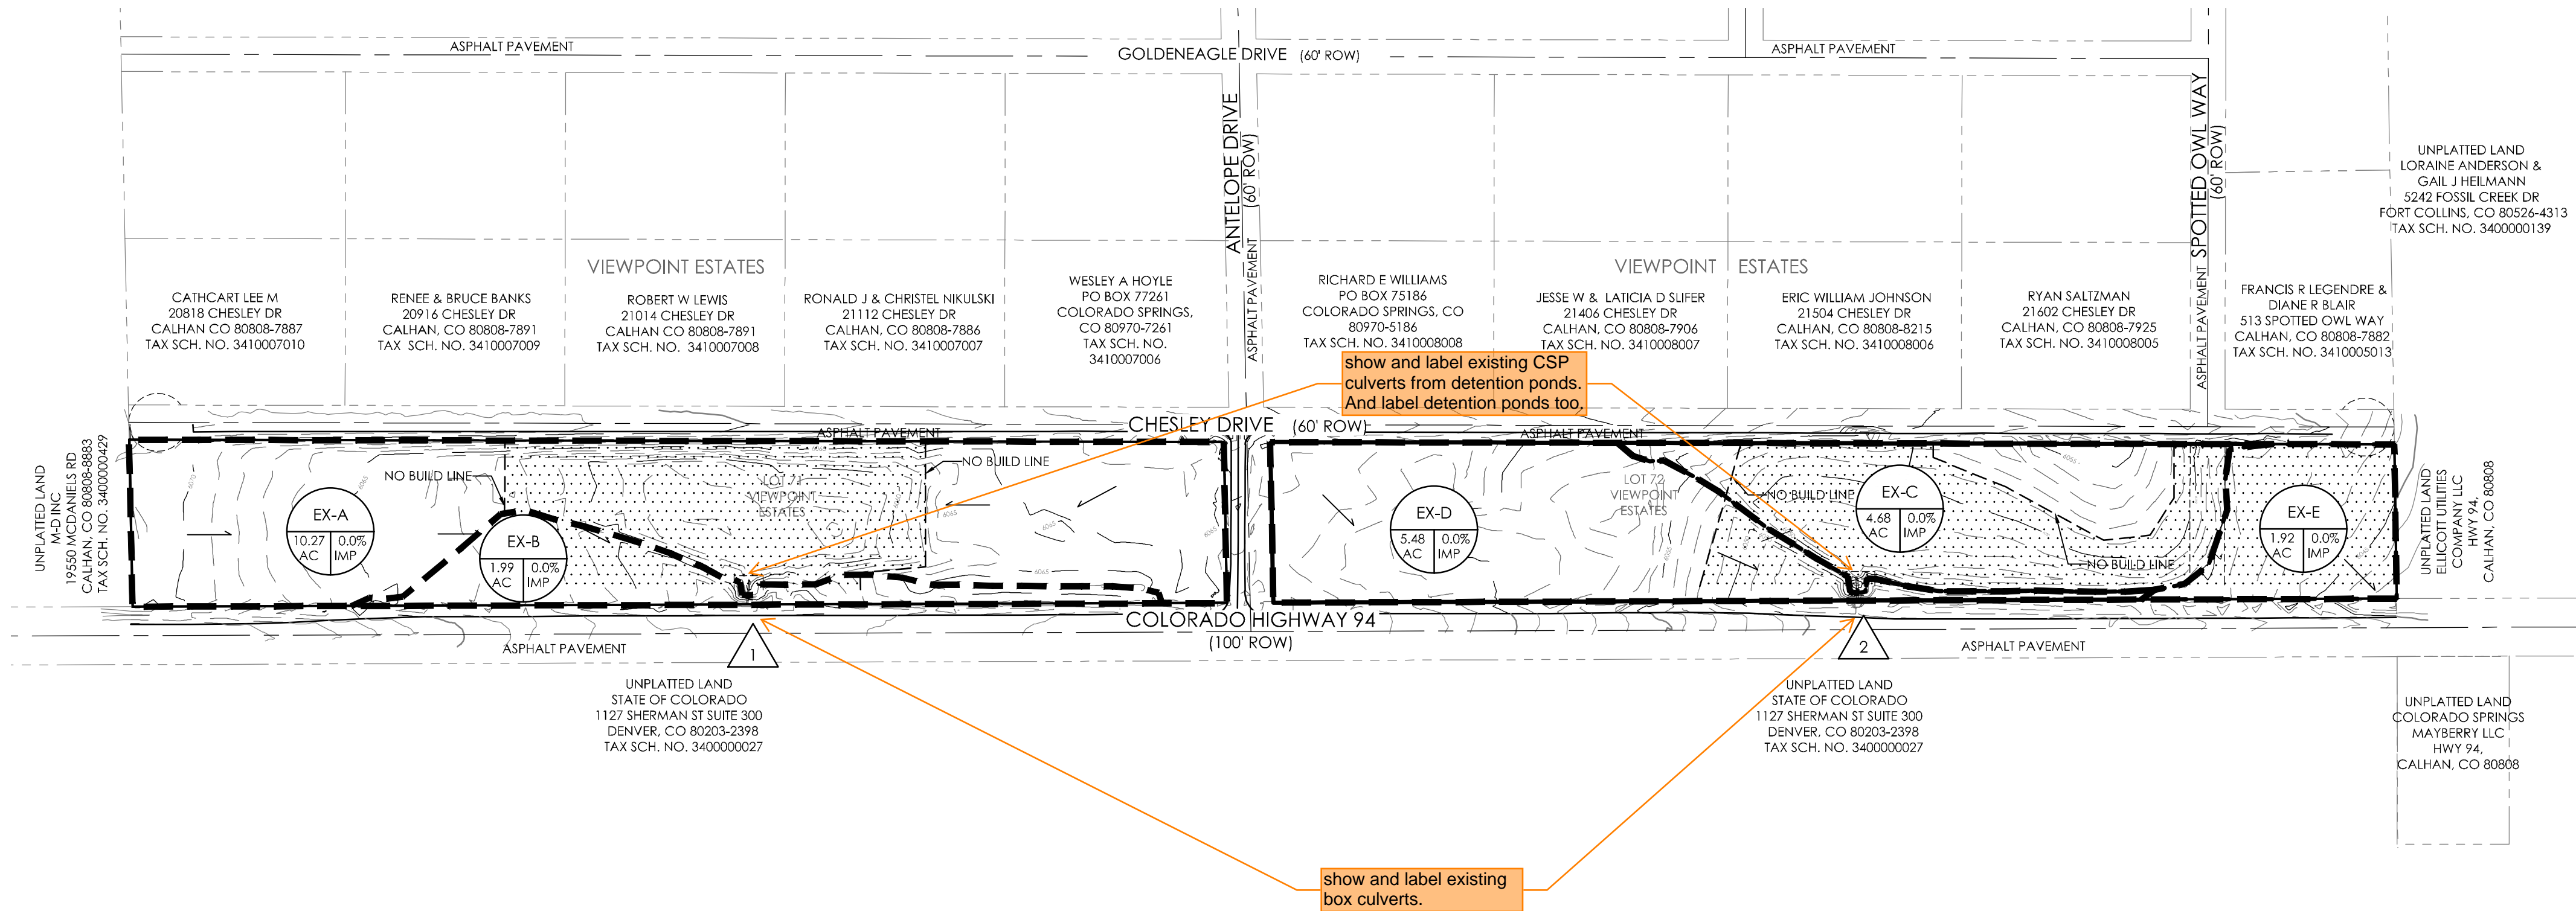 ASPHALT PAVEMENT
GOLDENEAGLE DRIVE (60' ROW)
ASPHALT PAVEMENT
ANTELOPE DRIVE
(60' ROW)
ASPHALT PAVEMENT
SPOTTED OWL WAY
(60' ROW)
ASPHALT PAVEMENT
UNPLATTED LAND
LORAINE ANDERSON &
GAIL J HEILMANN
5242 FOSSIL CREEK DR
FORT COLLINS, CO 80526-4313
TAX SCH. NO. 3400000139
VIEWPOINT ESTATES
VIEWPOINT ESTATES
CATHCART LEE M
20818 CHESLEY DR
CALHAN CO 80808-7887
TAX SCH. NO. 3410007010
RENEE & BRUCE BANKS
20916 CHESLEY DR
CALHAN, CO 80808-7891
TAX SCH. NO. 3410007009
ROBERT W LEWIS
21014 CHESLEY DR
CALHAN CO 80808-7891
TAX SCH. NO. 3410007008
RONALD J & CHRISTEL NIKULSKI
21112 CHESLEY DR
CALHAN, CO 80808-7886
TAX SCH. NO. 3410007007
WESLEY A HOYLE
PO BOX 77261
COLORADO SPRINGS,
CO 80970-7261
TAX SCH. NO.
3410007006
RICHARD E WILLIAMS
PO BOX 75186
COLORADO SPRINGS, CO
80970-5186
TAX SCH. NO. 3410008008
JESSE W & LATICIA D SLIFER
21406 CHESLEY DR
CALHAN, CO 80808-7906
TAX SCH. NO. 3410008007
ERIC WILLIAM JOHNSON
21504 CHESLEY DR
CALHAN, CO 80808-8215
TAX SCH. NO. 3410008006
RYAN SALTZMAN
21602 CHESLEY DR
CALHAN, CO 80808-7925
TAX SCH. NO. 3410008005
FRANCIS R LEGENDRE &
DIANE R BLAIR
513 SPOTTED OWL WAY
CALHAN, CO 80808-7882
TAX SCH. NO. 3410005013
show and label existing CSP
culverts from detention ponds.
And label detention ponds too.
CHESLEY DRIVE (60' ROW)
ASPHALT PAVEMENT
ASPHALT PAVEMENT
UNPLATTED LAND
M-D INC
19550 MCDANIELS RD
CALHAN, CO 80808-8883
TAX SCH. NO. 3400000429
6070
6065
EX-A
10.27 AC
0.0% IMP
NO BUILD LINE
EX-B
1.99 AC
0.0% IMP
LOT 71
VIEWPOINT
ESTATES
NO BUILD LINE
6065
6065
6065
6065
EX-D
5.48 AC
0.0% IMP
LOT 72
VIEWPOINT
ESTATES
6055
NO BUILD LINE
EX-C
4.68 AC
0.0% IMP
6055
NO BUILD LINE
EX-E
1.92 AC
0.0% IMP
UNPLATTED LAND
ELLICOTT UTILITIES
COMPANY LLC
HWY 94,
CALHAN, CO 80808
COLORADO HIGHWAY 94
(100' ROW)
ASPHALT PAVEMENT
1
2
ASPHALT PAVEMENT
UNPLATTED LAND
STATE OF COLORADO
1127 SHERMAN ST SUITE 300
DENVER, CO 80203-2398
TAX SCH. NO. 3400000027
UNPLATTED LAND
STATE OF COLORADO
1127 SHERMAN ST SUITE 300
DENVER, CO 80203-2398
TAX SCH. NO. 3400000027
UNPLATTED LAND
COLORADO SPRINGS
MAYBERRY LLC
HWY 94,
CALHAN, CO 80808
show and label existing
box culverts.